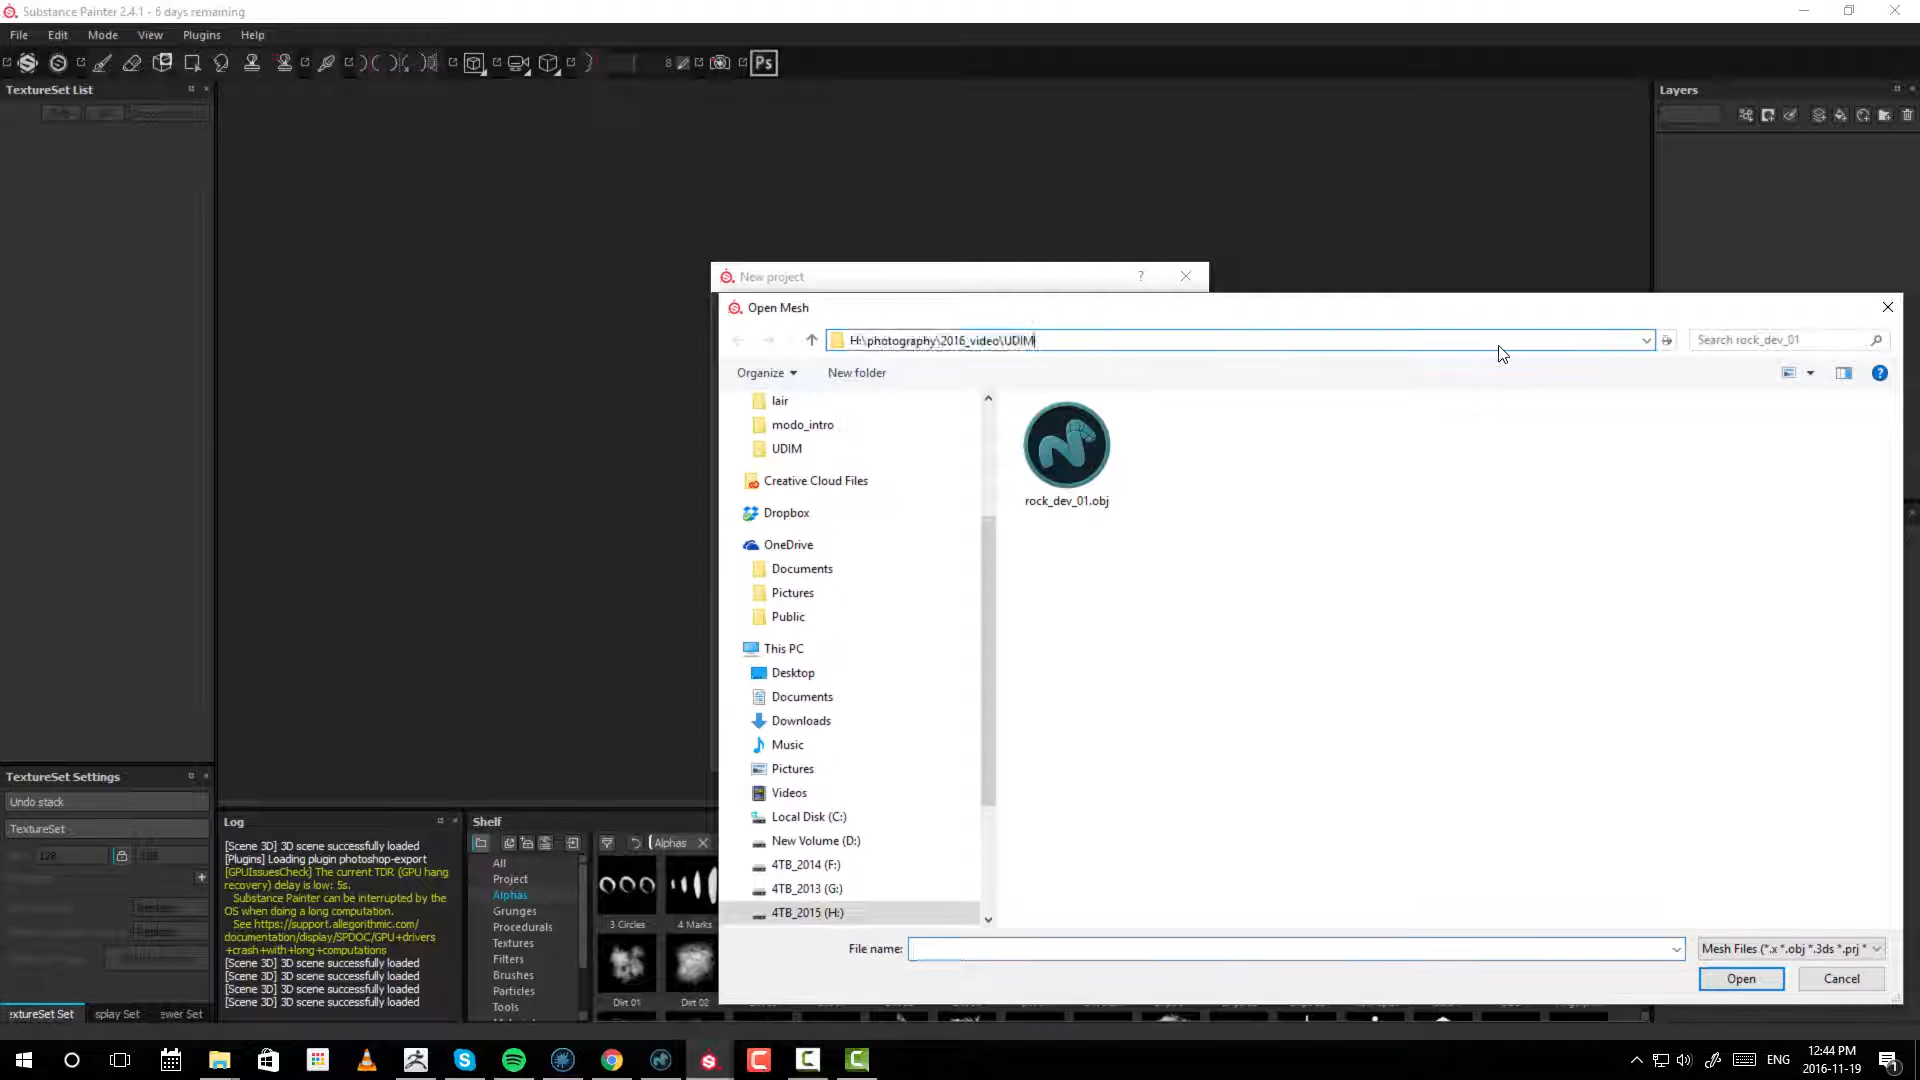 Substance Painter 2.4.1 - 6 days remaining
File Edit Mode View Plugins Help
8
Ps
TextureSet List
Layers
New project
?
Open Mesh
H:\photography\2016_video\UDIM
Search rock_dev_01
Organize
New folder
lair
modo_intro
UDIM
Creative Cloud Files
Dropbox
OneDrive
Documents
Pictures
Public
This PC
Desktop
Documents
Downloads
Music
Pictures
Videos
Local Disk (C:)
New Volume (D:)
4TB_2014 (F:)
4TB_2013 (G:)
4TB_2015 (H:)
rock_dev_01.obj
File name:
Mesh Files (*.x *.obj *.3ds *.prj *
Open
Cancel
TextureSet Settings
Undo stack
TextureSet
128
extureSet Set
splay Set
ewer Set
Log
[Scene 3D] 3D scene successfully loaded
[Plugins] Loading plugin photoshop-export
[GPUIssuesCheck] The current TDR (GPU hang
recovery) delay is low: 5s.
Substance Painter can be interrupted by the
OS when doing a long computation.
See https://support.allegorithmic.com/
documentation/display/SPDOC/GPU+drivers
+crash+with+long+computations
[Scene 3D] 3D scene successfully loaded
[Scene 3D] 3D scene successfully loaded
[Scene 3D] 3D scene successfully loaded
[Scene 3D] 3D scene successfully loaded
Shelf
Alphas
All
Project
Alphas
Grunges
Procedurals
Textures
Filters
Brushes
Particles
Tools
3 Circles
4 Marks
Dirt 01
Dirt 02
ENG
12:44 PM
2016-11-19
1